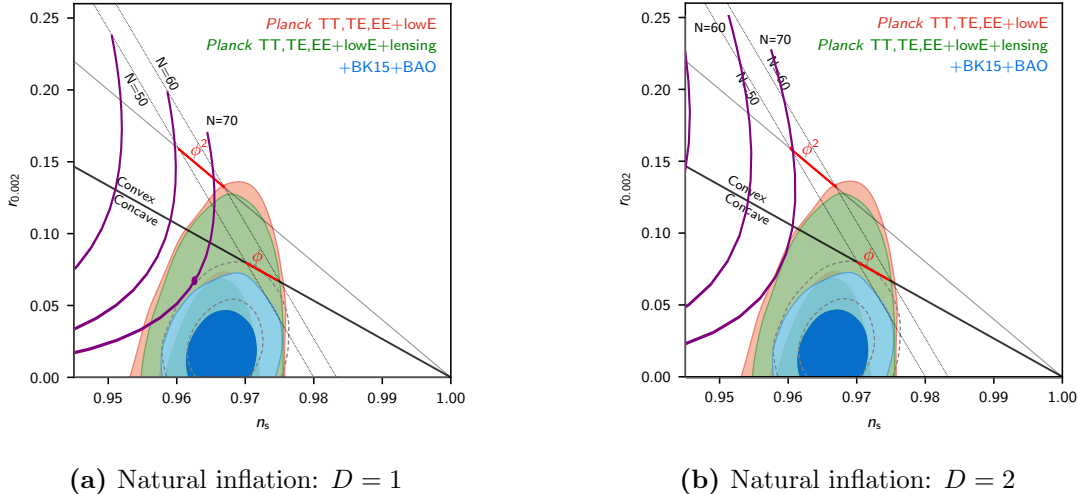 0.26
0.20
0.15
0.10
0.05
0.00
r0.002
0.95
0.96
0.97
0.98
0.99
1.00
ns
Planck TT,TE,EE+lowE
Planck TT,TE,EE+lowE+lensing
+BK15+BAO
N=50
N=60
N=70
ϕ²
Convex
Concave
ϕ
(a) Natural inflation: D = 1
0.26
0.20
0.15
0.10
0.05
0.00
r0.002
0.95
0.96
0.97
0.98
0.99
1.00
ns
Planck TT,TE,EE+lowE
Planck TT,TE,EE+lowE+lensing
+BK15+BAO
N=60
N=70
N=50
N=60
ϕ²
Convex
Concave
ϕ
(b) Natural inflation: D = 2